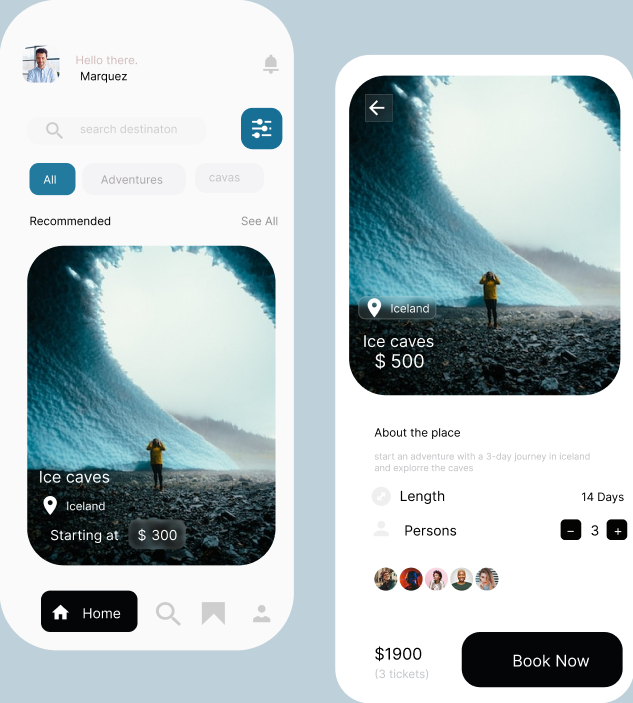 Hello there.
Marquez
search destinaton
All
Adventures
cavas
Recommended
See All
Ice caves
Iceland
Starting at
$ 300
Home
Iceland
Ice caves
$ 500
About the place
start an adventure with a 3-day journey in iceland
and explorre the caves
Length
14 Days
Persons
– 3 +
$1900
(3 tickets)
Book Now